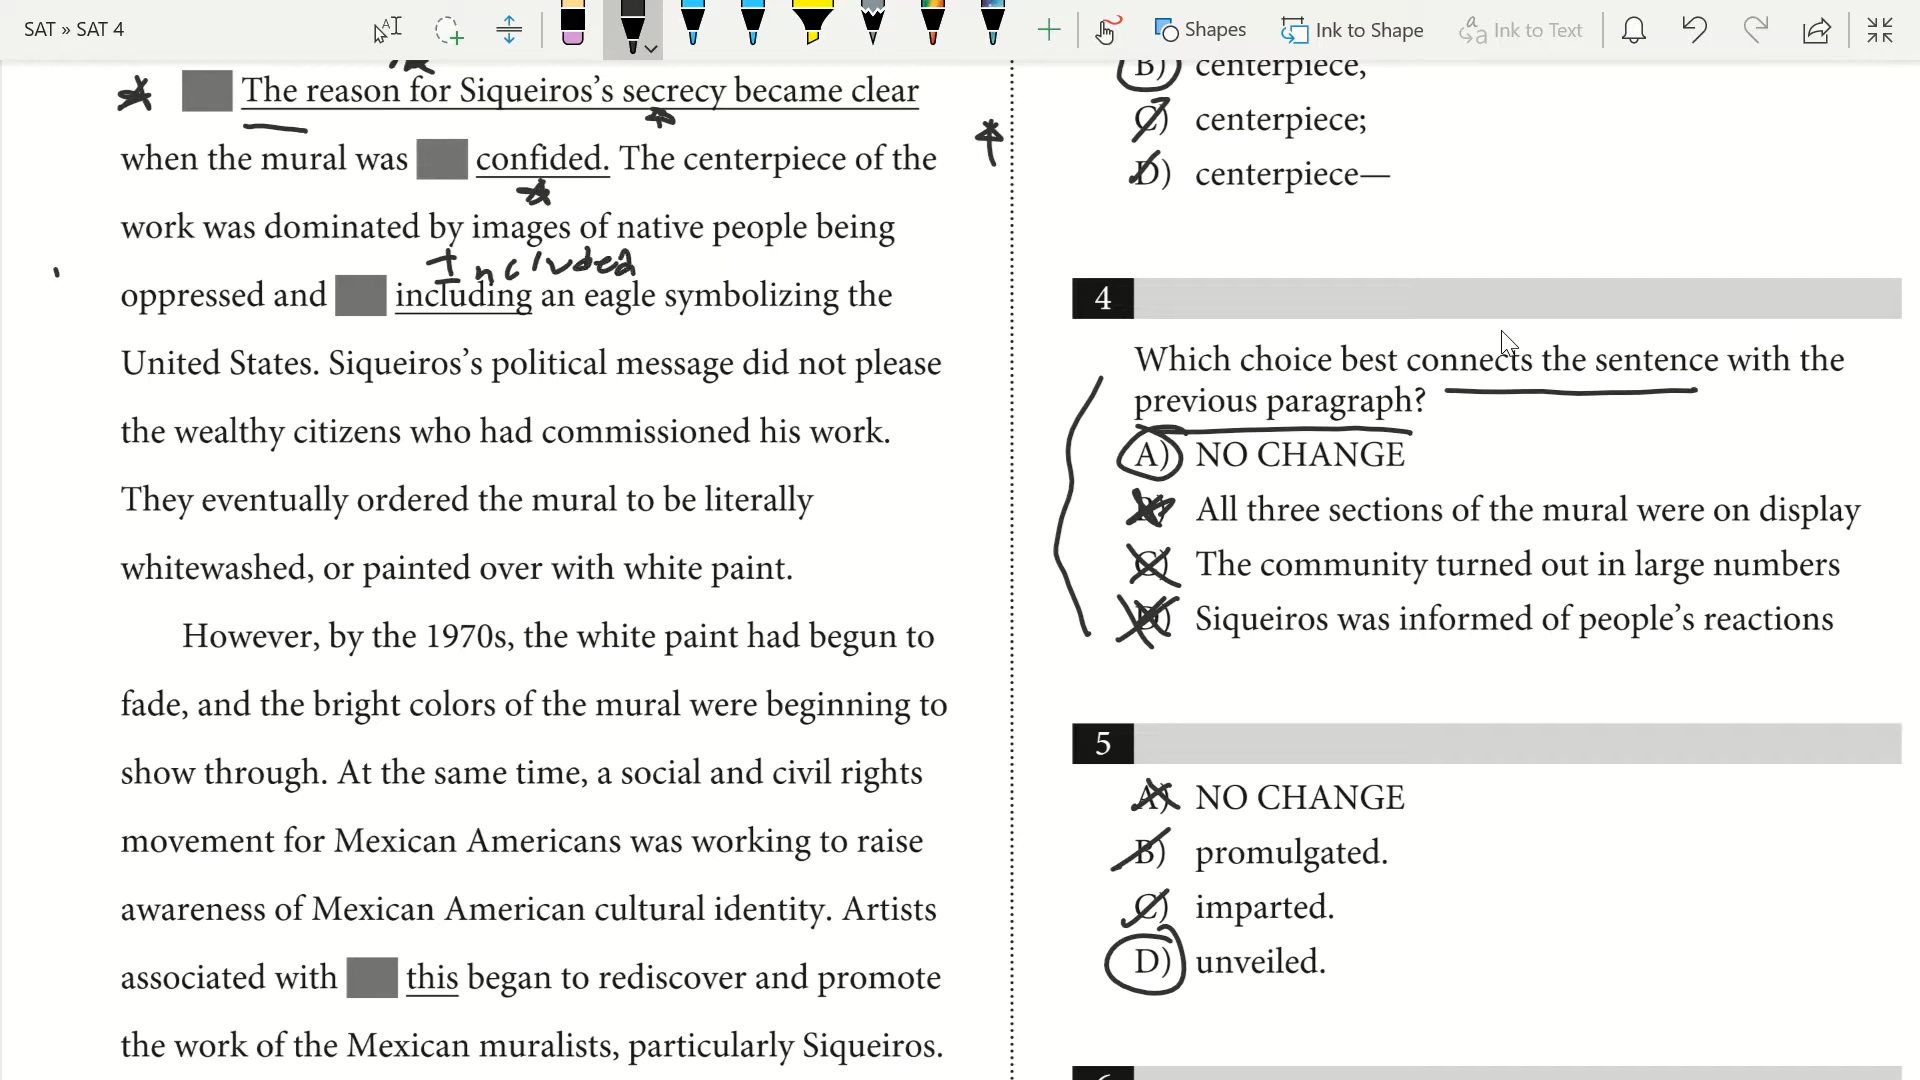 SAT » SAT 4
Shapes
Ink to Shape
Ink to Text
The reason for Siqueiros’s secrecy became clear
when the mural was confided. The centerpiece of the
work was dominated by images of native people being
Included
oppressed and including an eagle symbolizing the
United States. Siqueiros’s political message did not please
the wealthy citizens who had commissioned his work.
They eventually ordered the mural to be literally
whitewashed, or painted over with white paint.
However, by the 1970s, the white paint had begun to
fade, and the bright colors of the mural were beginning to
show through. At the same time, a social and civil rights
movement for Mexican Americans was working to raise
awareness of Mexican American cultural identity. Artists
associated with this began to rediscover and promote
the work of the Mexican muralists, particularly Siqueiros.
B) centerpiece,
C) centerpiece;
D) centerpiece—
4
Which choice best connects the sentence with the
previous paragraph?
A) NO CHANGE
B) All three sections of the mural were on display
C) The community turned out in large numbers
D) Siqueiros was informed of people’s reactions
5
A) NO CHANGE
B) promulgated.
C) imparted.
D) unveiled.